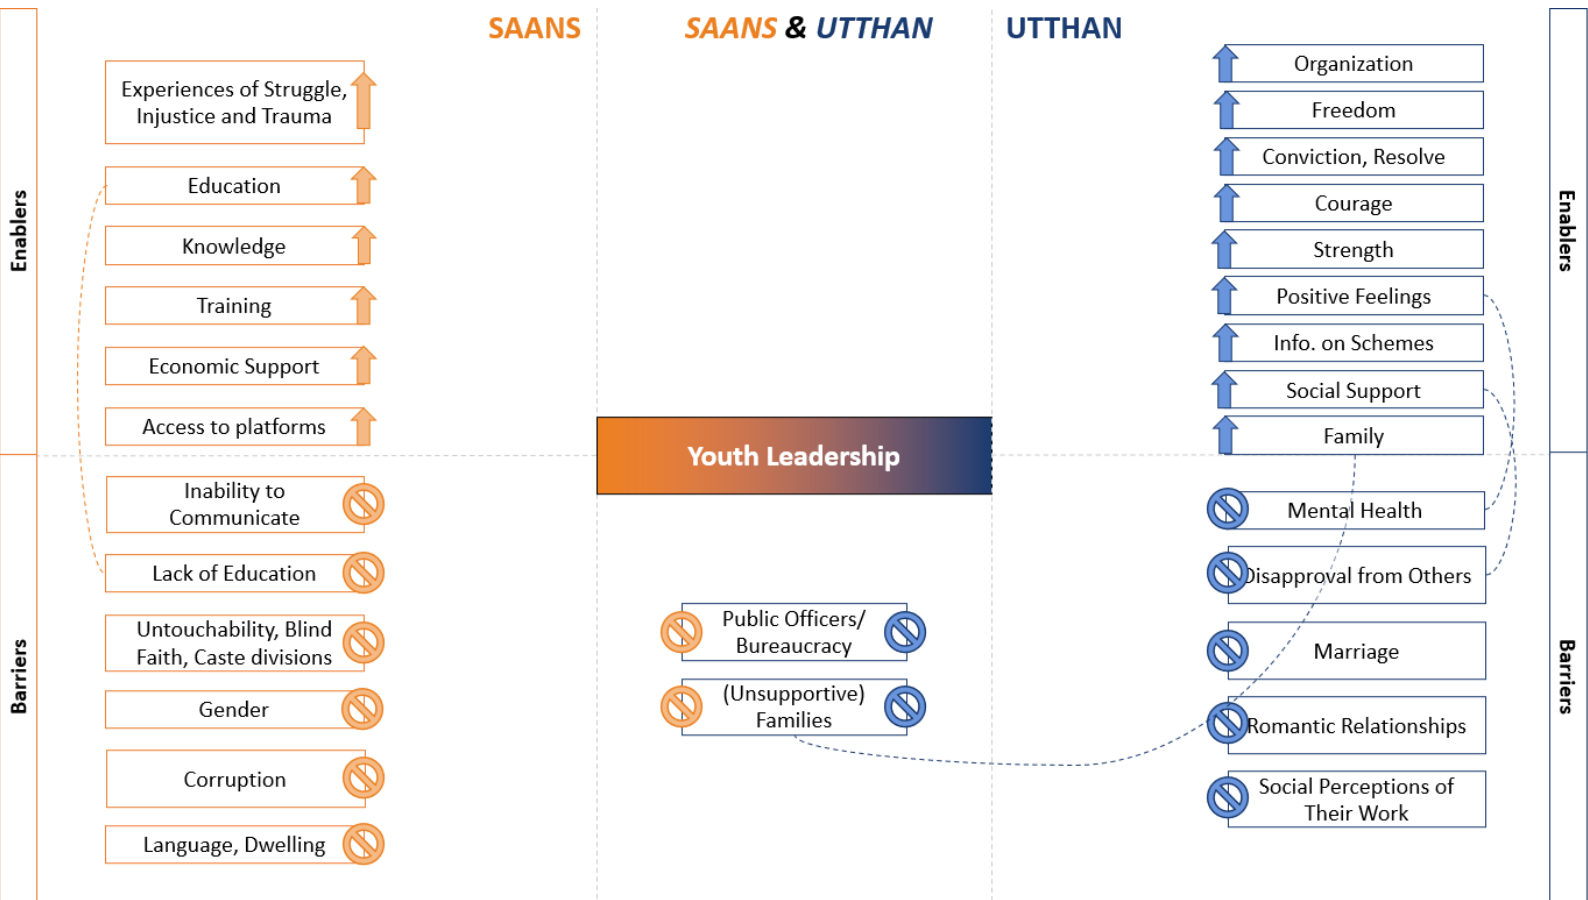 SAANS
SAANS & UTTHAN
UTTHAN
Enablers
Experiences of Struggle,
Injustice and Trauma
Education
Knowledge
Training
Economic Support
Access to platforms
Barriers
Inability to
Communicate
Lack of Education
Untouchability, Blind
Faith, Caste divisions
Gender
Corruption
Language, Dwelling
Youth Leadership
Public Officers/
Bureaucracy
(Unsupportive)
Families
Enablers
Organization
Freedom
Conviction, Resolve
Courage
Strength
Positive Feelings
Info. on Schemes
Social Support
Family
Barriers
Mental Health
Disapproval from Others
Marriage
Romantic Relationships
Social Perceptions of
Their Work